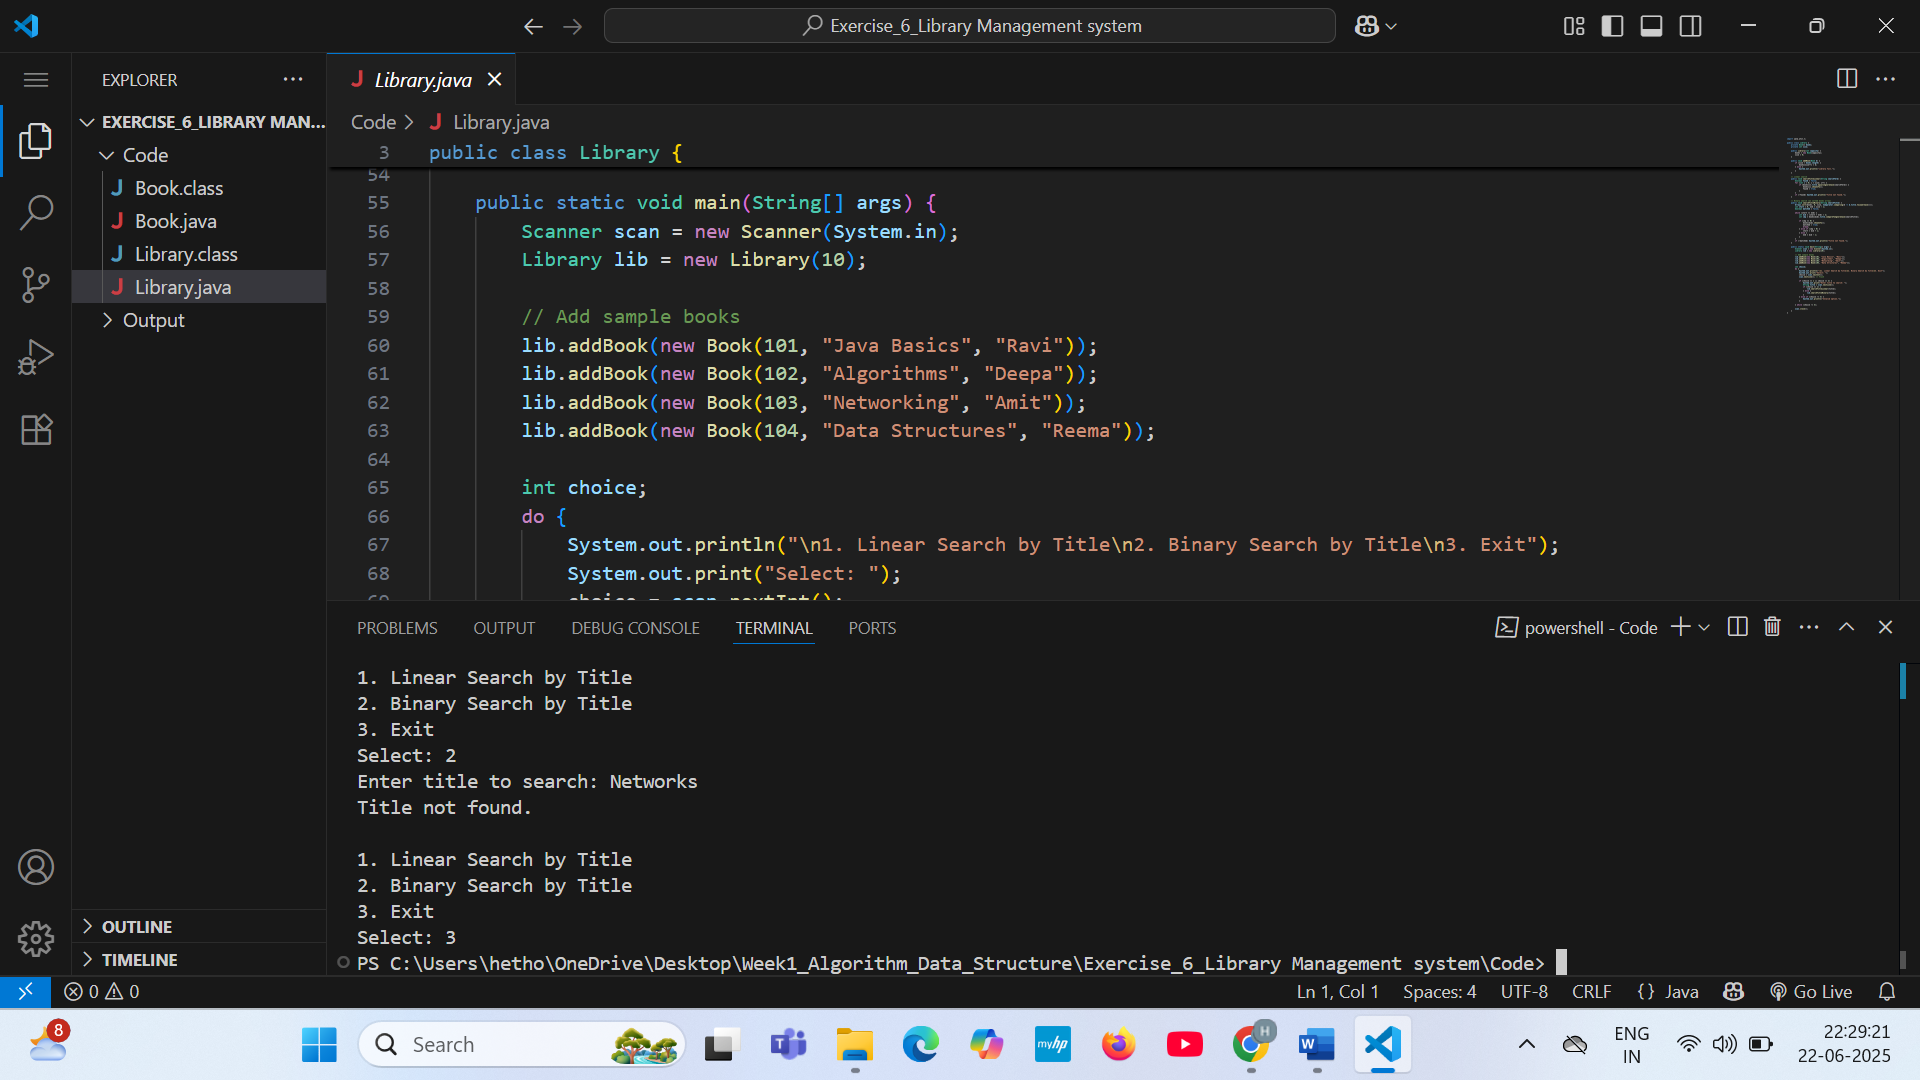 Exercise_6_Library Management system
EXPLORER
EXERCISE_6_LIBRARY MAN...
Code
J Book.class
J Book.java
J Library.class
J Library.java
Output
OUTLINE
TIMELINE
J Library.java
Code > J Library.java
3 public class Library {
54
55 public static void main(String[] args) {
56 Scanner scan = new Scanner(System.in);
57 Library lib = new Library(10);
58
59 // Add sample books
60 lib.addBook(new Book(101, "Java Basics", "Ravi"));
61 lib.addBook(new Book(102, "Algorithms", "Deepa"));
62 lib.addBook(new Book(103, "Networking", "Amit"));
63 lib.addBook(new Book(104, "Data Structures", "Reema"));
64
65 int choice;
66 do {
67 System.out.println("\n1. Linear Search by Title\n2. Binary Search by Title\n3. Exit");
68 System.out.print("Select: ");
69 choice = scan.nextInt();
PROBLEMS OUTPUT DEBUG CONSOLE TERMINAL PORTS
powershell - Code
1. Linear Search by Title
2. Binary Search by Title
3. Exit
Select: 2
Enter title to search: Networks
Title not found.
1. Linear Search by Title
2. Binary Search by Title
3. Exit
Select: 3
PS C:\Users\hetho\OneDrive\Desktop\Week1_Algorithm_Data_Structure\Exercise_6_Library Management system\Code>
0 0
Ln 1, Col 1 Spaces: 4 UTF-8 CRLF {} Java Go Live
8
Search
T
myhp
H
W
ENG
IN
22:29:21
22-06-2025